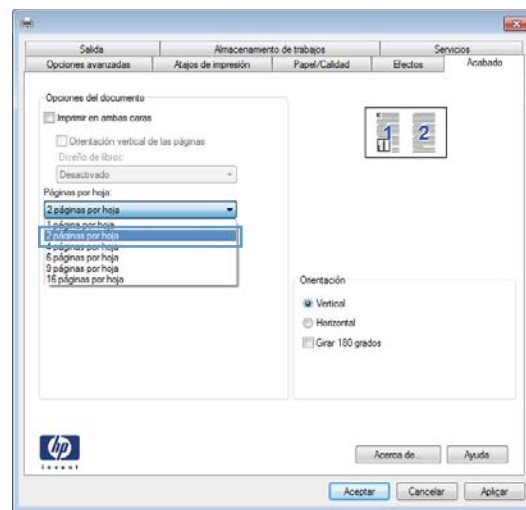 Salida Almacenamiento de trabajos Servicios
Opciones avanzadas Atajos de impresión Papel/Calidad Efectos Acabado
Opciones del documento
Imprimir en ambas caras
Orientación vertical de las páginas
Diseño de libros:
Desactivado
Páginas por hoja:
2 páginas por hoja
1 página por hoja
2 páginas por hoja
4 páginas por hoja
6 páginas por hoja
9 páginas por hoja
16 páginas por hoja
1 2
Orientación
Vertical
Horizontal
Girar 180 grados
hp
invent
Acerca de... Ayuda
Aceptar Cancelar Aplicar